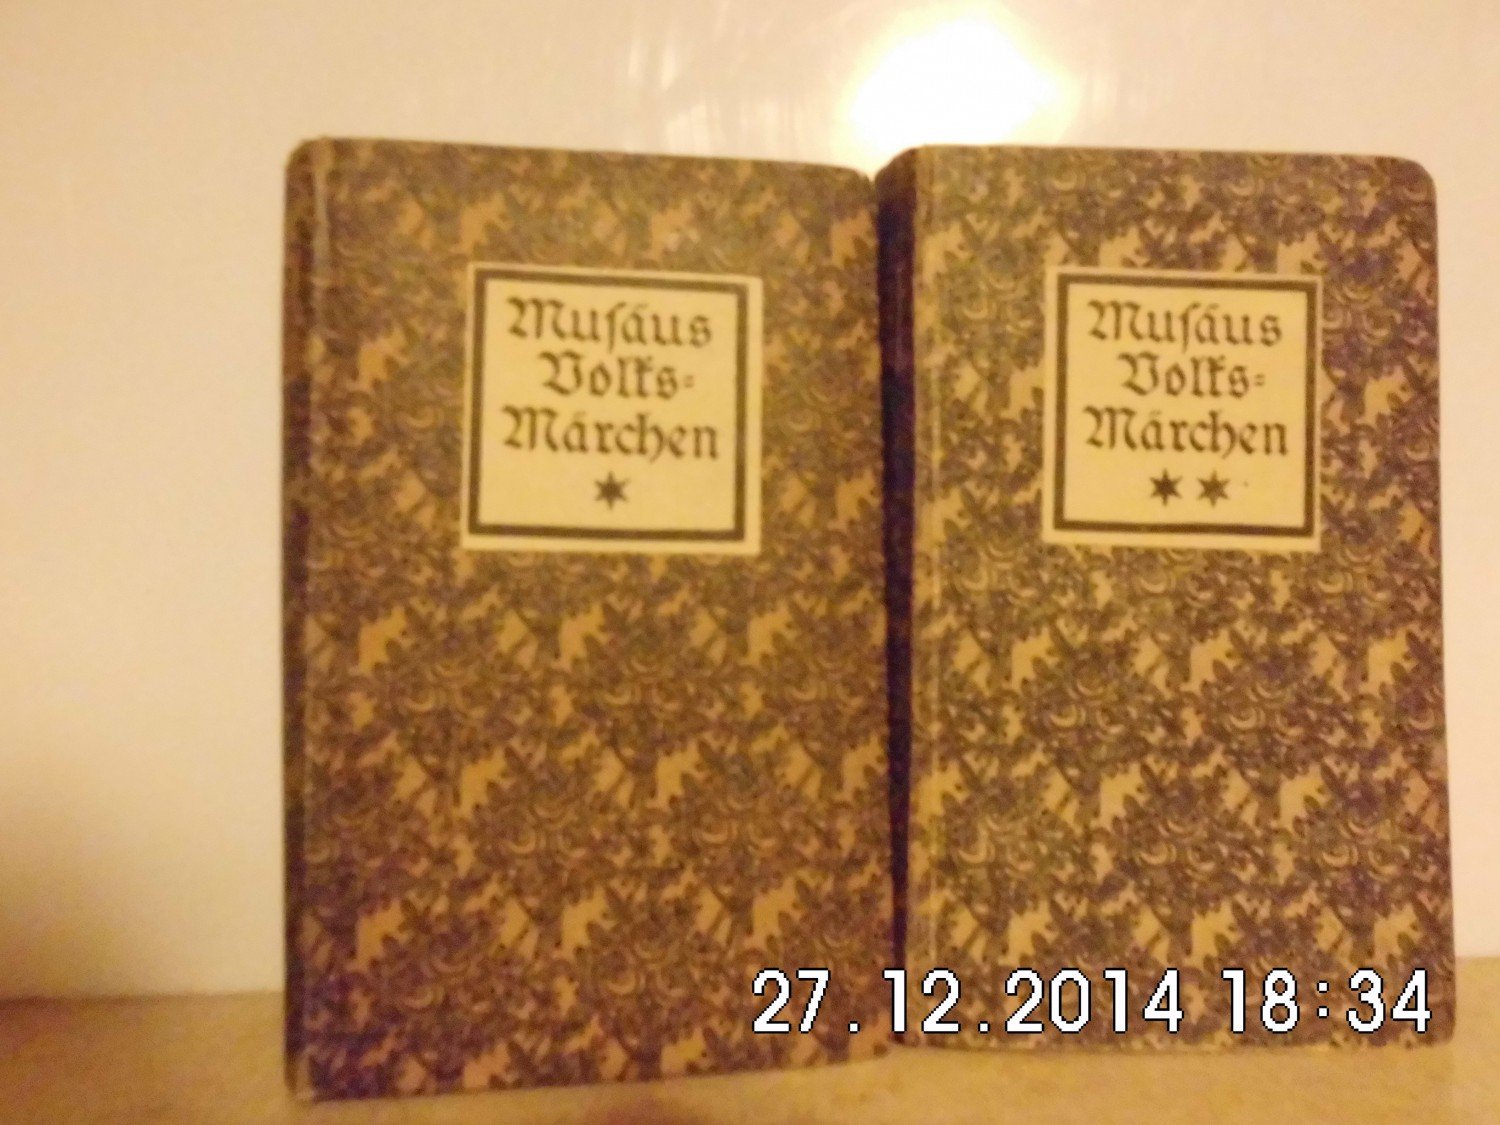 Muſäus
Volks-
Märchen
★
Muſäus
Volks-
Märchen
★ ★
27.12.2014 18:34